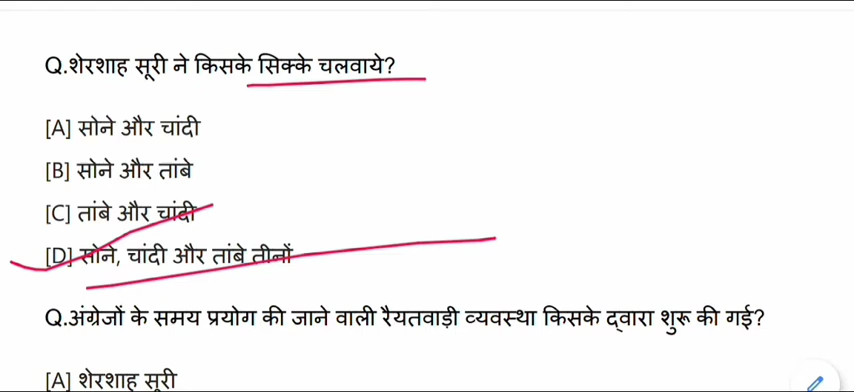 Q.शेरशाह सूरी ने किसके सिक्के चलवाये?
[A] सोने और चांदी
[B] सोने और तांबे
[C] तांबे और चांदी
[D] सोने, चांदी और तांबे तीनों
Q.अंग्रेजों के समय प्रयोग की जाने वाली रैयतवाड़ी व्यवस्था किसके द्वारा शुरू की गई?
[A] शेरशाह सूरी